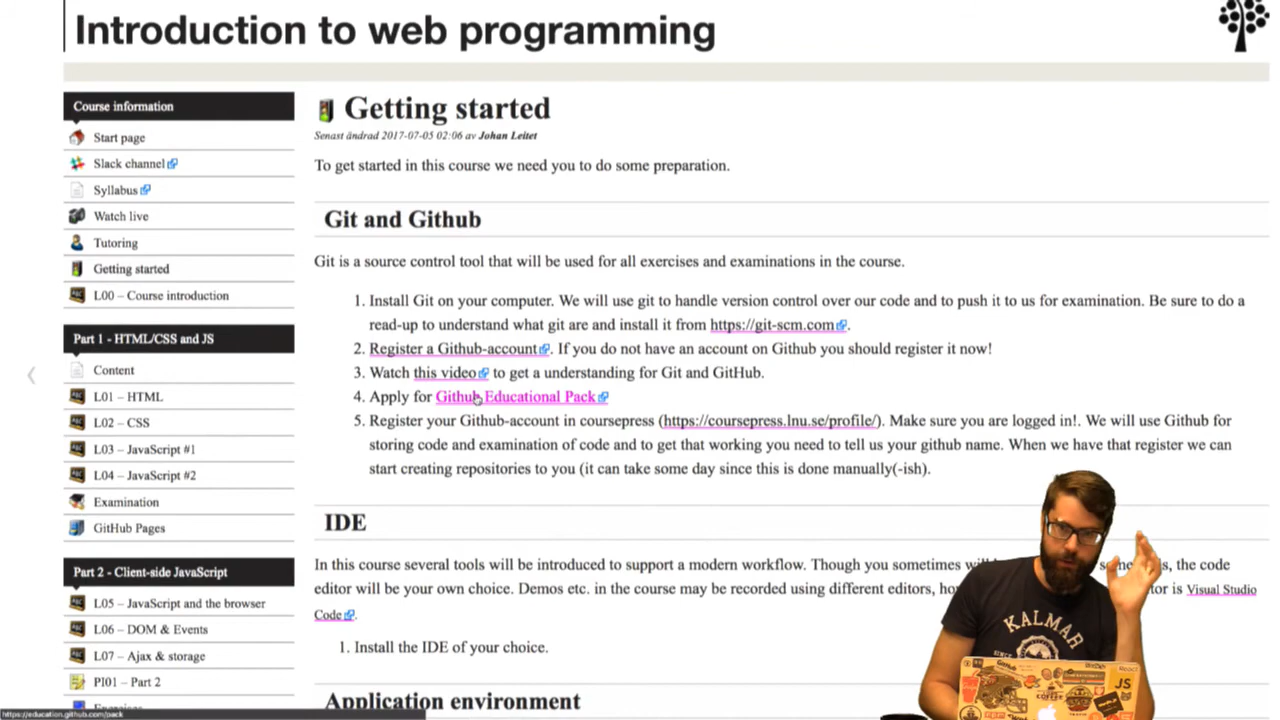 Introduction to web programming
Course information
Start page
Slack channel
Syllabus
Watch live
Tutoring
Getting started
L00 – Course introduction
Part 1 - HTML/CSS and JS
Content
L01 – HTML
L02 – CSS
L03 – JavaScript #1
L04 – JavaScript #2
Examination
GitHub Pages
Part 2 - Client-side JavaScript
L05 – JavaScript and the browser
L06 – DOM & Events
L07 – Ajax & storage
PI01 – Part 2
https://education.github.com/pack
Getting started
Senast ändrad 2017-07-05 02:06 av Johan Leitet
To get started in this course we need you to do some preparation.
Git and Github
Git is a source control tool that will be used for all exercises and examinations in the course.
1. Install Git on your computer. We will use git to handle version control over our code and to push it to us for examination. Be sure to do a
read-up to understand what git are and install it from https://git-scm.com.
2. Register a Github-account. If you do not have an account on Github you should register it now!
3. Watch this video to get a understanding for Git and GitHub.
4. Apply for Github Educational Pack
5. Register your Github-account in coursepress (https://coursepress.lnu.se/profile/). Make sure you are logged in!. We will use Github for
storing code and examination of code and to get that working you need to tell us your github name. When we have that register we can
start creating repositories to you (it can take some day since this is done manually(-ish).
IDE
In this course several tools will be introduced to support a modern workflow. Though you sometimes the code
editor will be your own choice. Demos etc. in the course may be recorded using different editors, is Visual Studio
Code.
1. Install the IDE of your choice.
Application environment
KALMAR
SINCE
JS